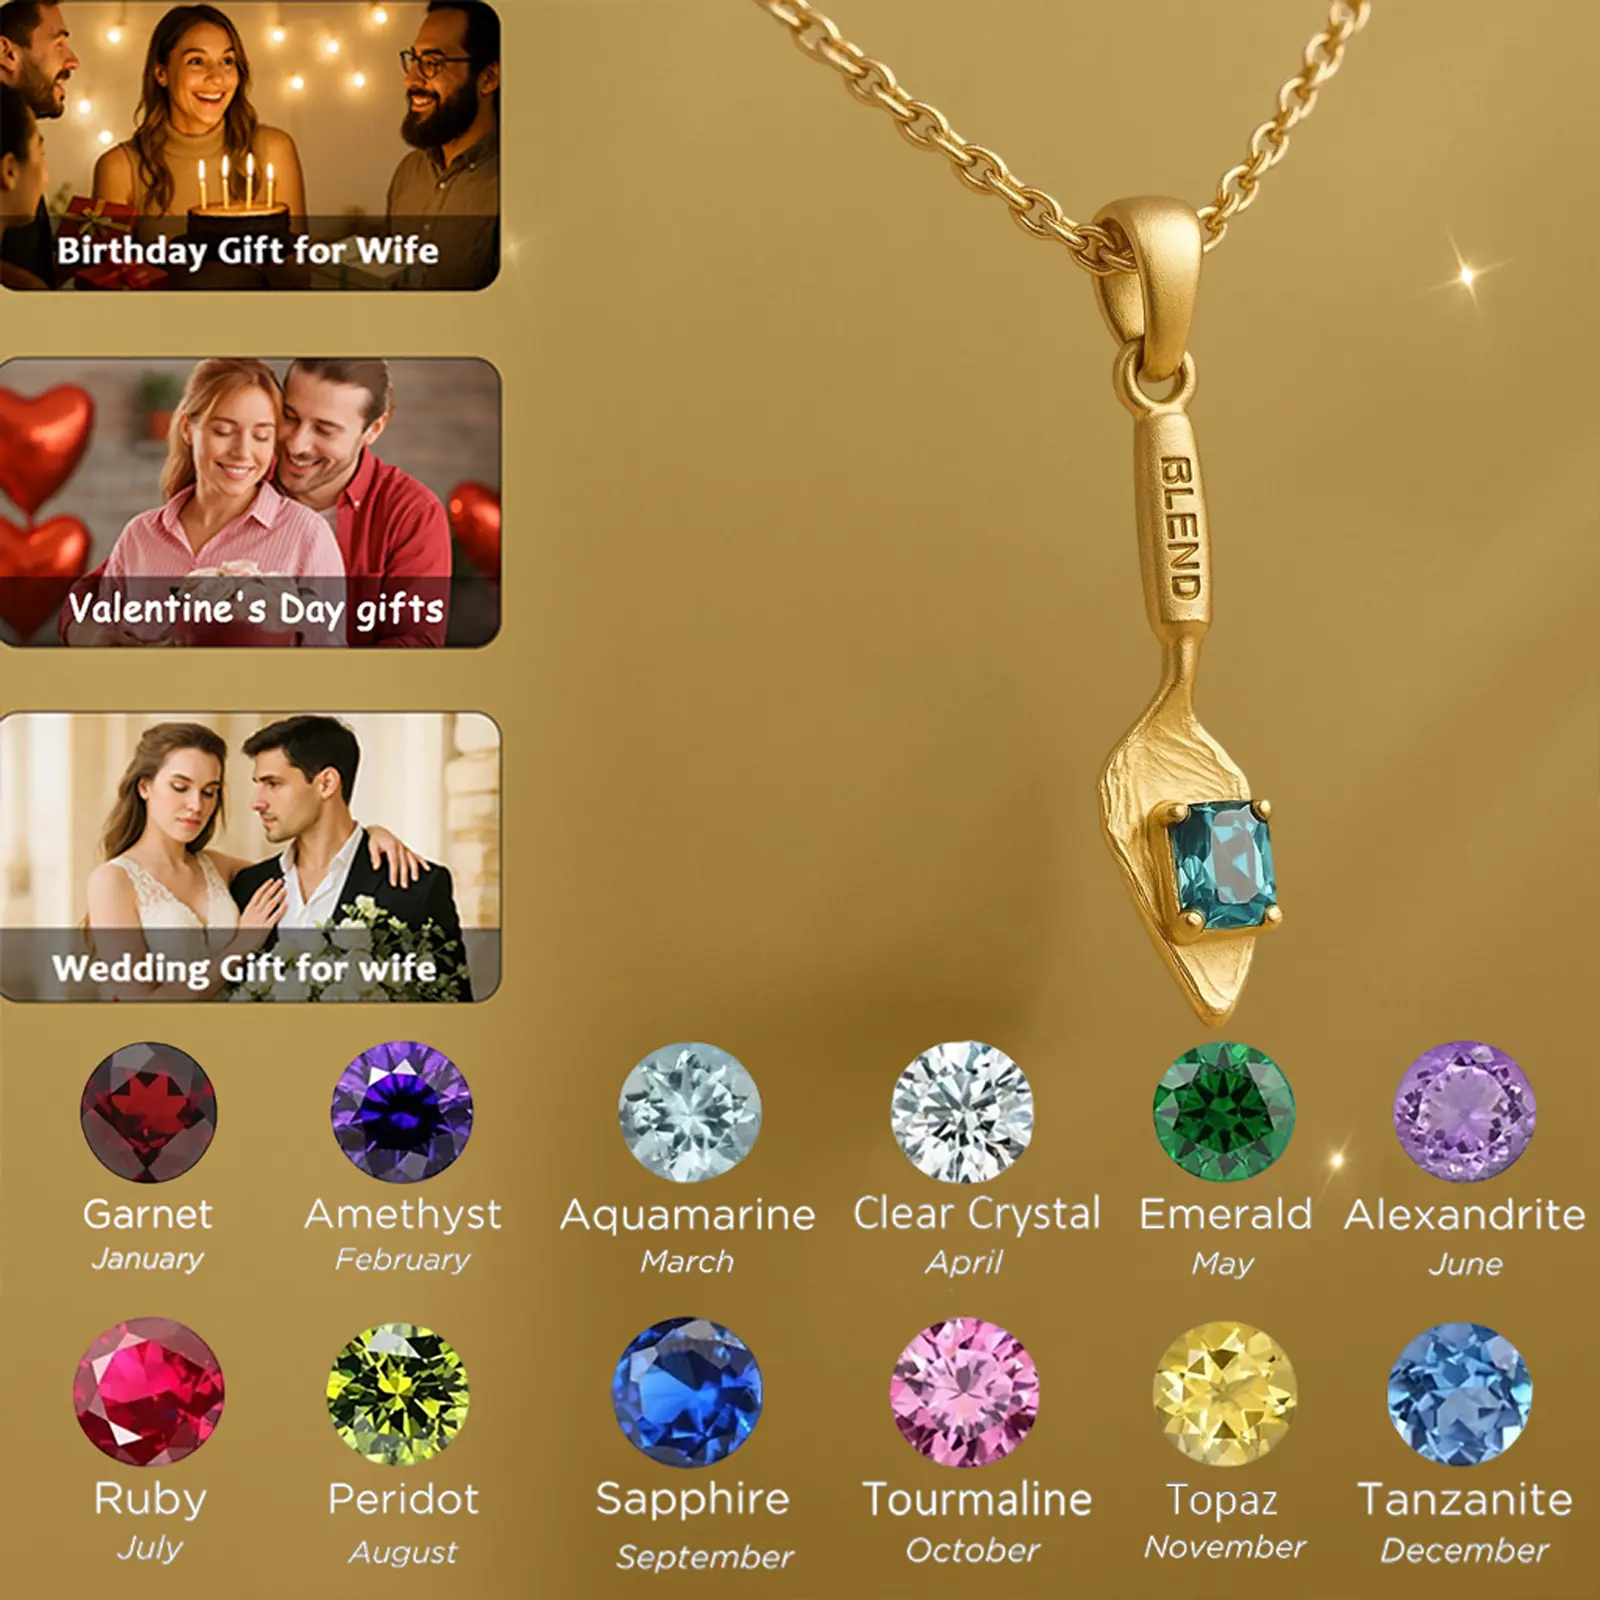 Birthday Gift for Wife
Valentine's Day gifts
Wedding Gift for wife
BLEND
Garnet
January
Amethyst
February
Aquamarine
March
Clear Crystal
April
Emerald
May
Alexandrite
June
Ruby
July
Peridot
August
Sapphire
September
Tourmaline
October
Topaz
November
Tanzanite
December